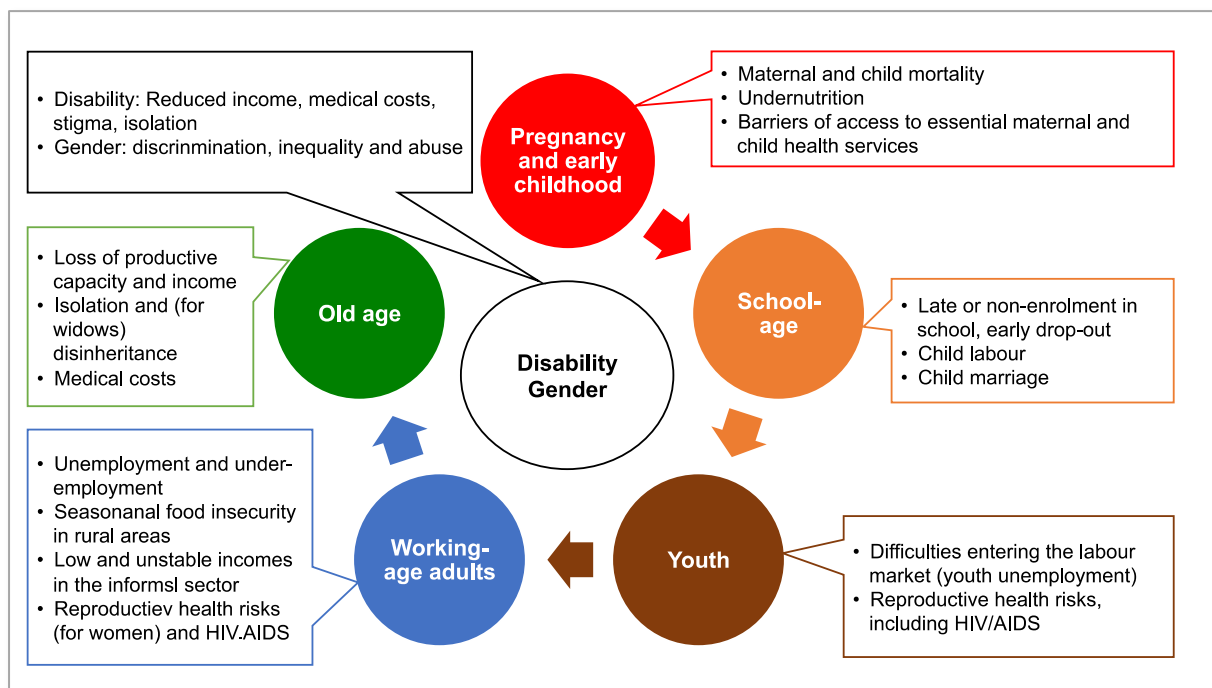 • Disability: Reduced income, medical costs,
stigma, isolation
• Gender: discrinmination, inequality and abuse
Pregnancy
and early
childhood
• Maternal and child mortality
• Undernutrition
• Barriers of access to essential maternal and
child health services
School-
age
• Late or non-enrolment in
school, early drop-out
• Child labour
• Child marriage
Youth
• Difficulties entering the labour
market (youth unemployment)
• Reproductive health risks,
including HIV/AIDS
Working-
age adults
• Unemployment and under-
employment
• Seasonanal food insecurity
in rural areas
• Low and unstable incomes
in the informsl sector
• Reproductiev health risks
(for women) and HIV.AIDS
Old age
• Loss of productive
capacity and income
• Isolation and (for
widows)
disinheritance
• Medical costs
Disability
Gender